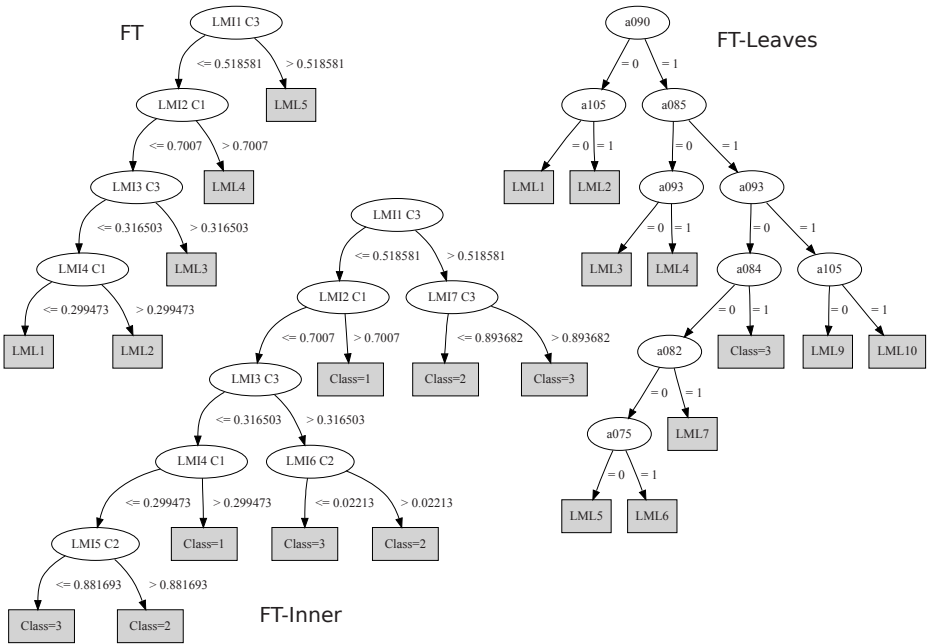 FT
LMI1 C3
<= 0.518581 > 0.518581
LMI2 C1 LML5
<= 0.7007 > 0.7007
LMI3 C3 LML4
<= 0.316503 > 0.316503
LMI4 C1 LML3
<= 0.299473 > 0.299473
LML1 LML2
LMI1 C3
<= 0.518581 > 0.518581
LMI2 C1 LMI7 C3
<= 0.7007 > 0.7007 <= 0.893682 > 0.893682
LMI3 C3 Class=1 Class=2 Class=3
<= 0.316503 > 0.316503
LMI4 C1 LMI6 C2
<= 0.299473 > 0.299473 <= 0.02213 > 0.02213
LMI5 C2 Class=1 Class=3 Class=2
<= 0.881693 > 0.881693
Class=3 Class=2
FT-Inner
FT-Leaves
a090
= 0 = 1
a105 a085
= 0 = 1 = 0 = 1
LML1 LML2 a093 a093
= 0 = 1 = 0 = 1
LML3 LML4 a084 a105
= 0 = 1 = 0 = 1
a082 Class=3 LML9 LML10
= 0 = 1
a075 LML7
= 0 = 1
LML5 LML6